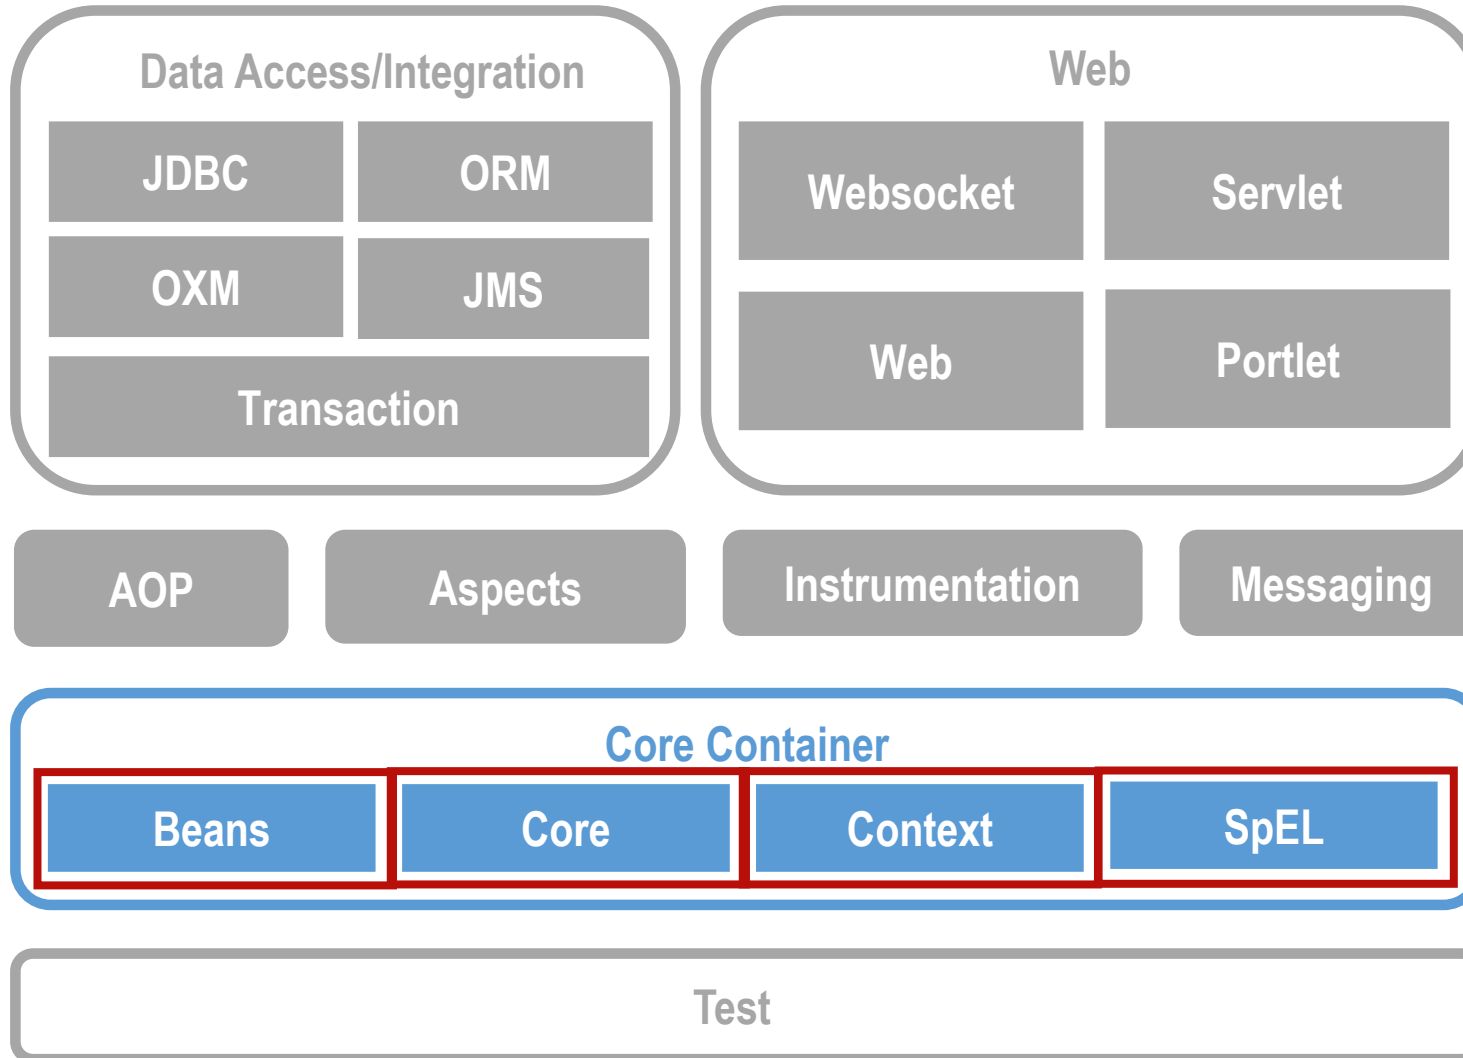 Data Access/Integration
JDBC
ORM
OXM
JMS
Transaction
Web
Websocket
Servlet
Web
Portlet
AOP
Aspects
Instrumentation
Messaging
Core Container
Beans
Core
Context
SpEL
Test